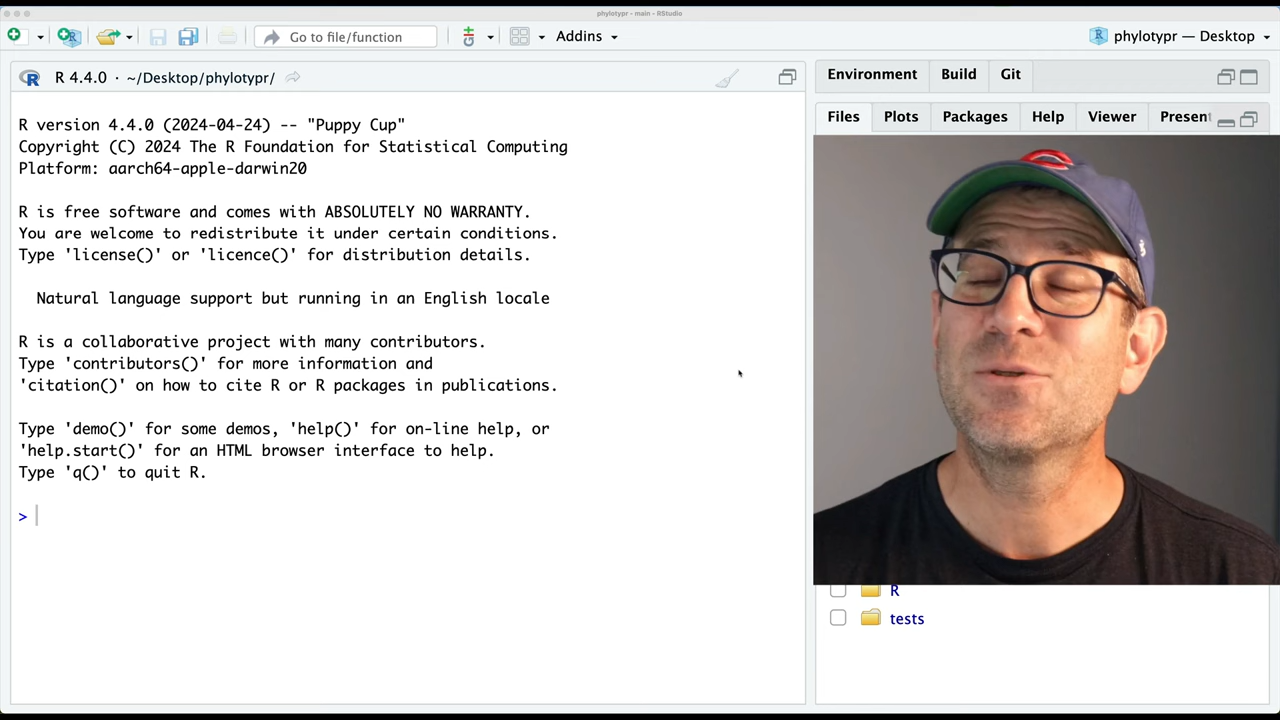 phylotypr - main - RStudio
Go to file/function
Addins
phylotypr — Desktop
R 4.4.0 · ~/Desktop/phylotypr/
R version 4.4.0 (2024-04-24) -- "Puppy Cup"
Copyright (C) 2024 The R Foundation for Statistical Computing
Platform: aarch64-apple-darwin20
R is free software and comes with ABSOLUTELY NO WARRANTY.
You are welcome to redistribute it under certain conditions.
Type 'license()' or 'licence()' for distribution details.
Natural language support but running in an English locale
R is a collaborative project with many contributors.
Type 'contributors()' for more information and
'citation()' on how to cite R or R packages in publications.
Type 'demo()' for some demos, 'help()' for on-line help, or
'help.start()' for an HTML browser interface to help.
Type 'q()' to quit R.
>
Environment Build Git
Files Plots Packages Help Viewer Present
R
tests